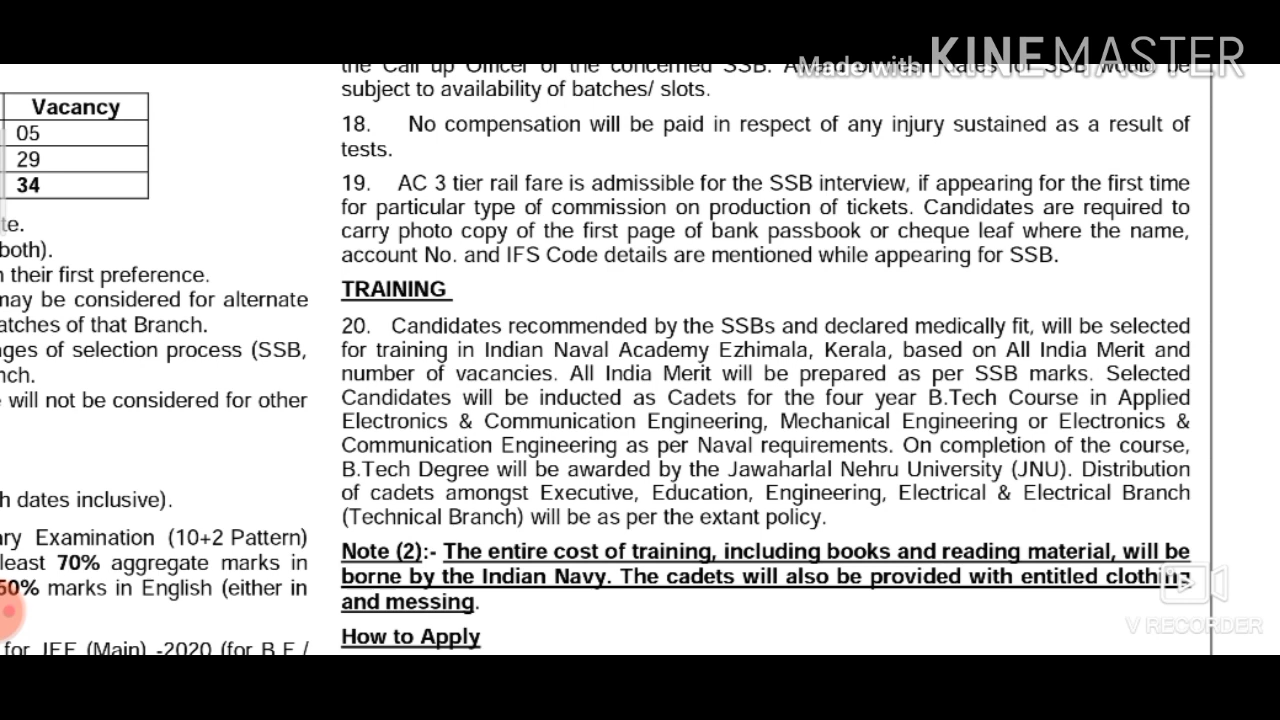 Made with KINEMASTER
Vacancy
05
29
34
te.
both).
n their first preference.
may be considered for alternate
atches of that Branch.
ages of selection process (SSB,
nch.
e will not be considered for other
h dates inclusive).
ary Examination (10+2 Pattern)
least 70% aggregate marks in
50% marks in English (either in
for JEE (Main) -2020 (for B.E /
the Call up Officer of the concerned SSB.
subject to availability of batches/ slots.
18. No compensation will be paid in respect of any injury sustained as a result of
tests.
19. AC 3 tier rail fare is admissible for the SSB interview, if appearing for the first time
for particular type of commission on production of tickets. Candidates are required to
carry photo copy of the first page of bank passbook or cheque leaf where the name,
account No. and IFS Code details are mentioned while appearing for SSB.
TRAINING
20. Candidates recommended by the SSBs and declared medically fit, will be selected
for training in Indian Naval Academy Ezhimala, Kerala, based on All India Merit and
number of vacancies. All India Merit will be prepared as per SSB marks. Selected
Candidates will be inducted as Cadets for the four year B.Tech Course in Applied
Electronics & Communication Engineering, Mechanical Engineering or Electronics &
Communication Engineering as per Naval requirements. On completion of the course,
B.Tech Degree will be awarded by the Jawaharlal Nehru University (JNU). Distribution
of cadets amongst Executive, Education, Engineering, Electrical & Electrical Branch
(Technical Branch) will be as per the extant policy.
Note (2):- The entire cost of training, including books and reading material, will be
borne by the Indian Navy. The cadets will also be provided with entitled clothing
and messing.
How to Apply
V RECORDER